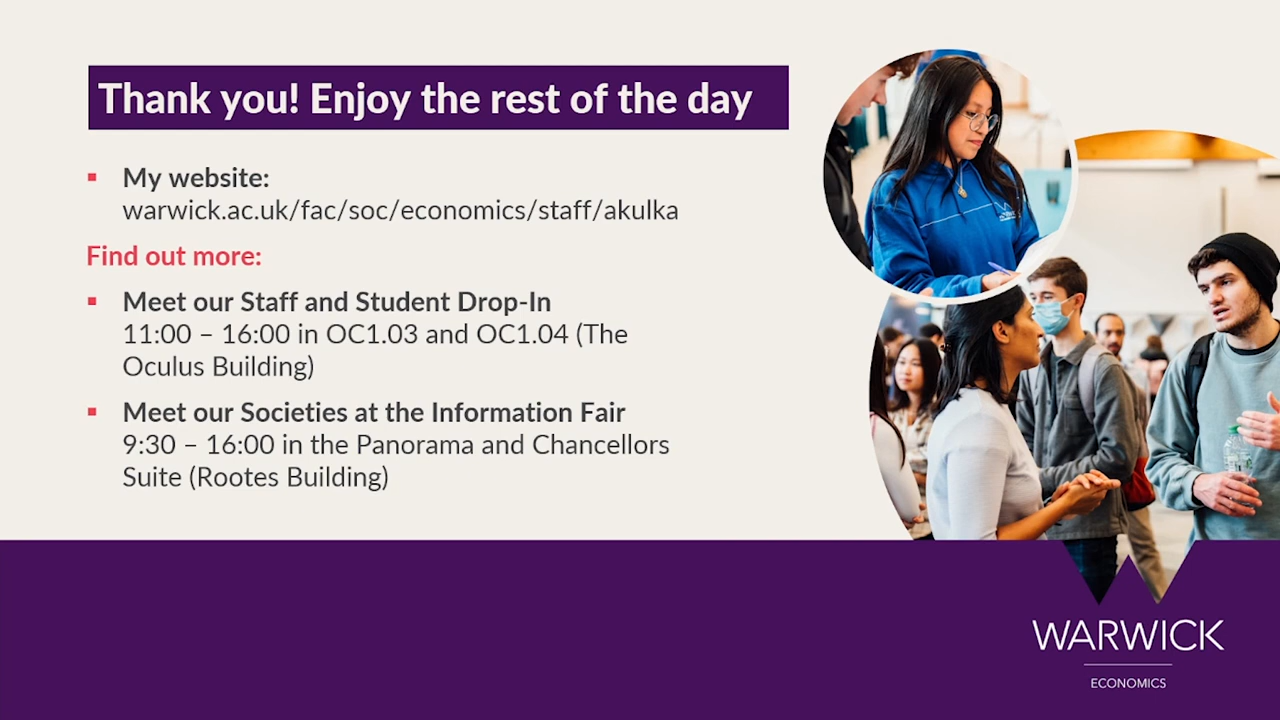 Thank you! Enjoy the rest of the day
▪ My website:
warwick.ac.uk/fac/soc/economics/staff/akulka
Find out more:
▪ Meet our Staff and Student Drop-In
11:00 – 16:00 in OC1.03 and OC1.04 (The
Oculus Building)
▪ Meet our Societies at the Information Fair
9:30 – 16:00 in the Panorama and Chancellors
Suite (Rootes Building)
WARWICK
ECONOMICS